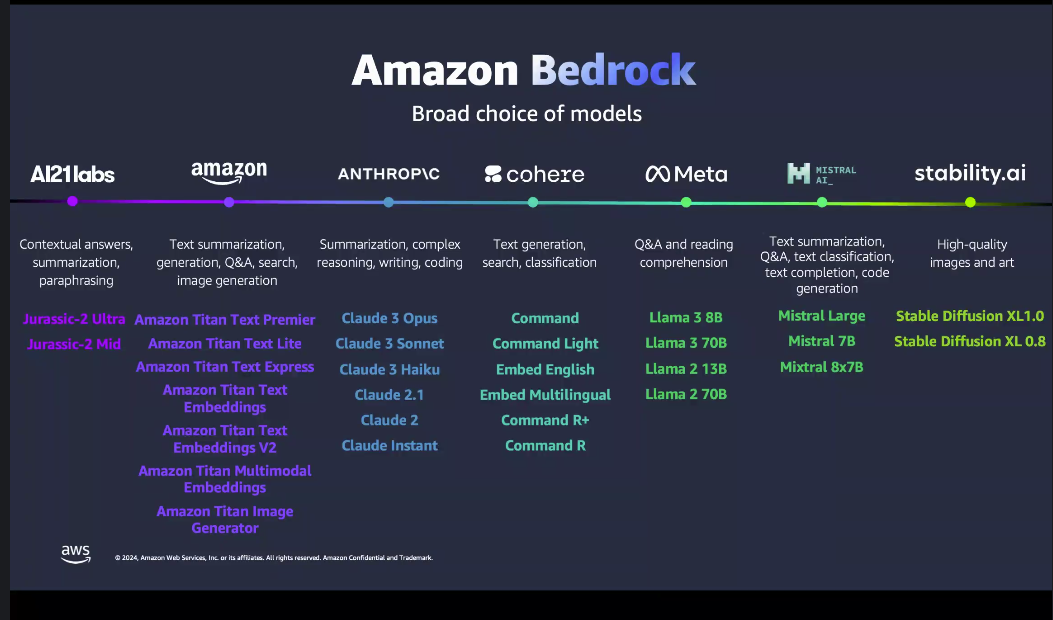 Amazon Bedrock
Broad choice of models
AI21labs
amazon
ANTHROP\C
cohere
Meta
MISTRAL
AI_
stability.ai
Contextual answers,
summarization,
paraphrasing
Text summarization,
generation, Q&A, search,
image generation
Summarization, complex
reasoning, writing, coding
Text generation,
search, classification
Q&A and reading
comprehension
Text summarization,
Q&A, text classification,
text completion, code
generation
High-quality
images and art
Jurassic-2 Ultra
Jurassic-2 Mid
Amazon Titan Text Premier
Amazon Titan Text Lite
Amazon Titan Text Express
Amazon Titan Text
Embeddings
Amazon Titan Text
Embeddings V2
Amazon Titan Multimodal
Embeddings
Amazon Titan Image
Generator
Claude 3 Opus
Claude 3 Sonnet
Claude 3 Haiku
Claude 2.1
Claude 2
Claude Instant
Command
Command Light
Embed English
Embed Multilingual
Command R+
Command R
Llama 3 8B
Llama 3 70B
Llama 2 13B
Llama 2 70B
Mistral Large
Mistral 7B
Mixtral 8x7B
Stable Diffusion XL1.0
Stable Diffusion XL 0.8
aws
© 2024, Amazon Web Services, Inc. or its affiliates. All rights reserved. Amazon Confidential and Trademark.